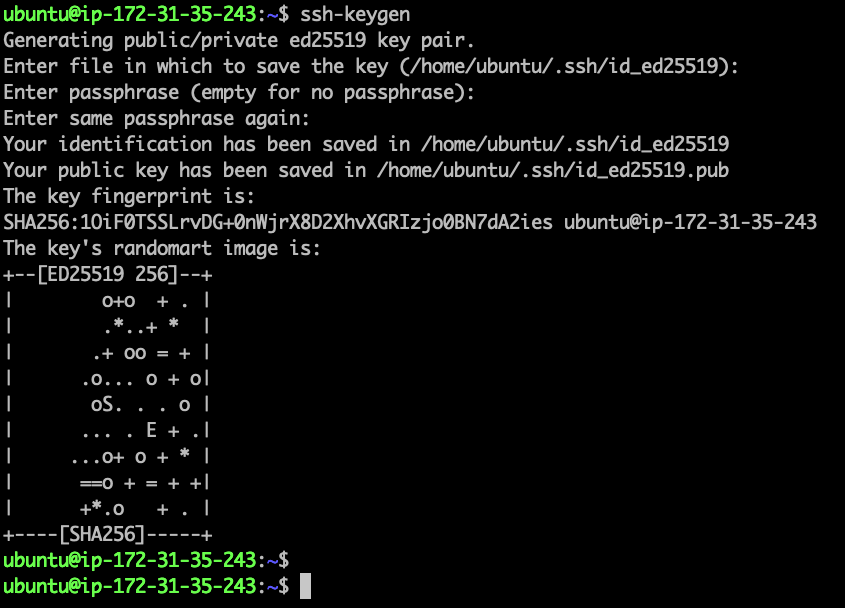 ubuntu@ip-172-31-35-243:~$ ssh-keygen
Generating public/private ed25519 key pair.
Enter file in which to save the key (/home/ubuntu/.ssh/id_ed25519):
Enter passphrase (empty for no passphrase):
Enter same passphrase again:
Your identification has been saved in /home/ubuntu/.ssh/id_ed25519
Your public key has been saved in /home/ubuntu/.ssh/id_ed25519.pub
The key fingerprint is:
SHA256:1OiF0TSSLrvDG+0nWjrX8D2XhvXGRIzjo0BN7dA2ies ubuntu@ip-172-31-35-243
The key's randomart image is:
+--[ED25519 256]--+
|        o+o  + . |
|        .*..+ *  |
|       .+ oo = + |
|      .o... o + o|
|       oS. . . o |
|      ... . E + .|
|     ...o+ o + * |
|      ==o + = + +|
|      +*.o   + . |
+----[SHA256]-----+
ubuntu@ip-172-31-35-243:~$
ubuntu@ip-172-31-35-243:~$